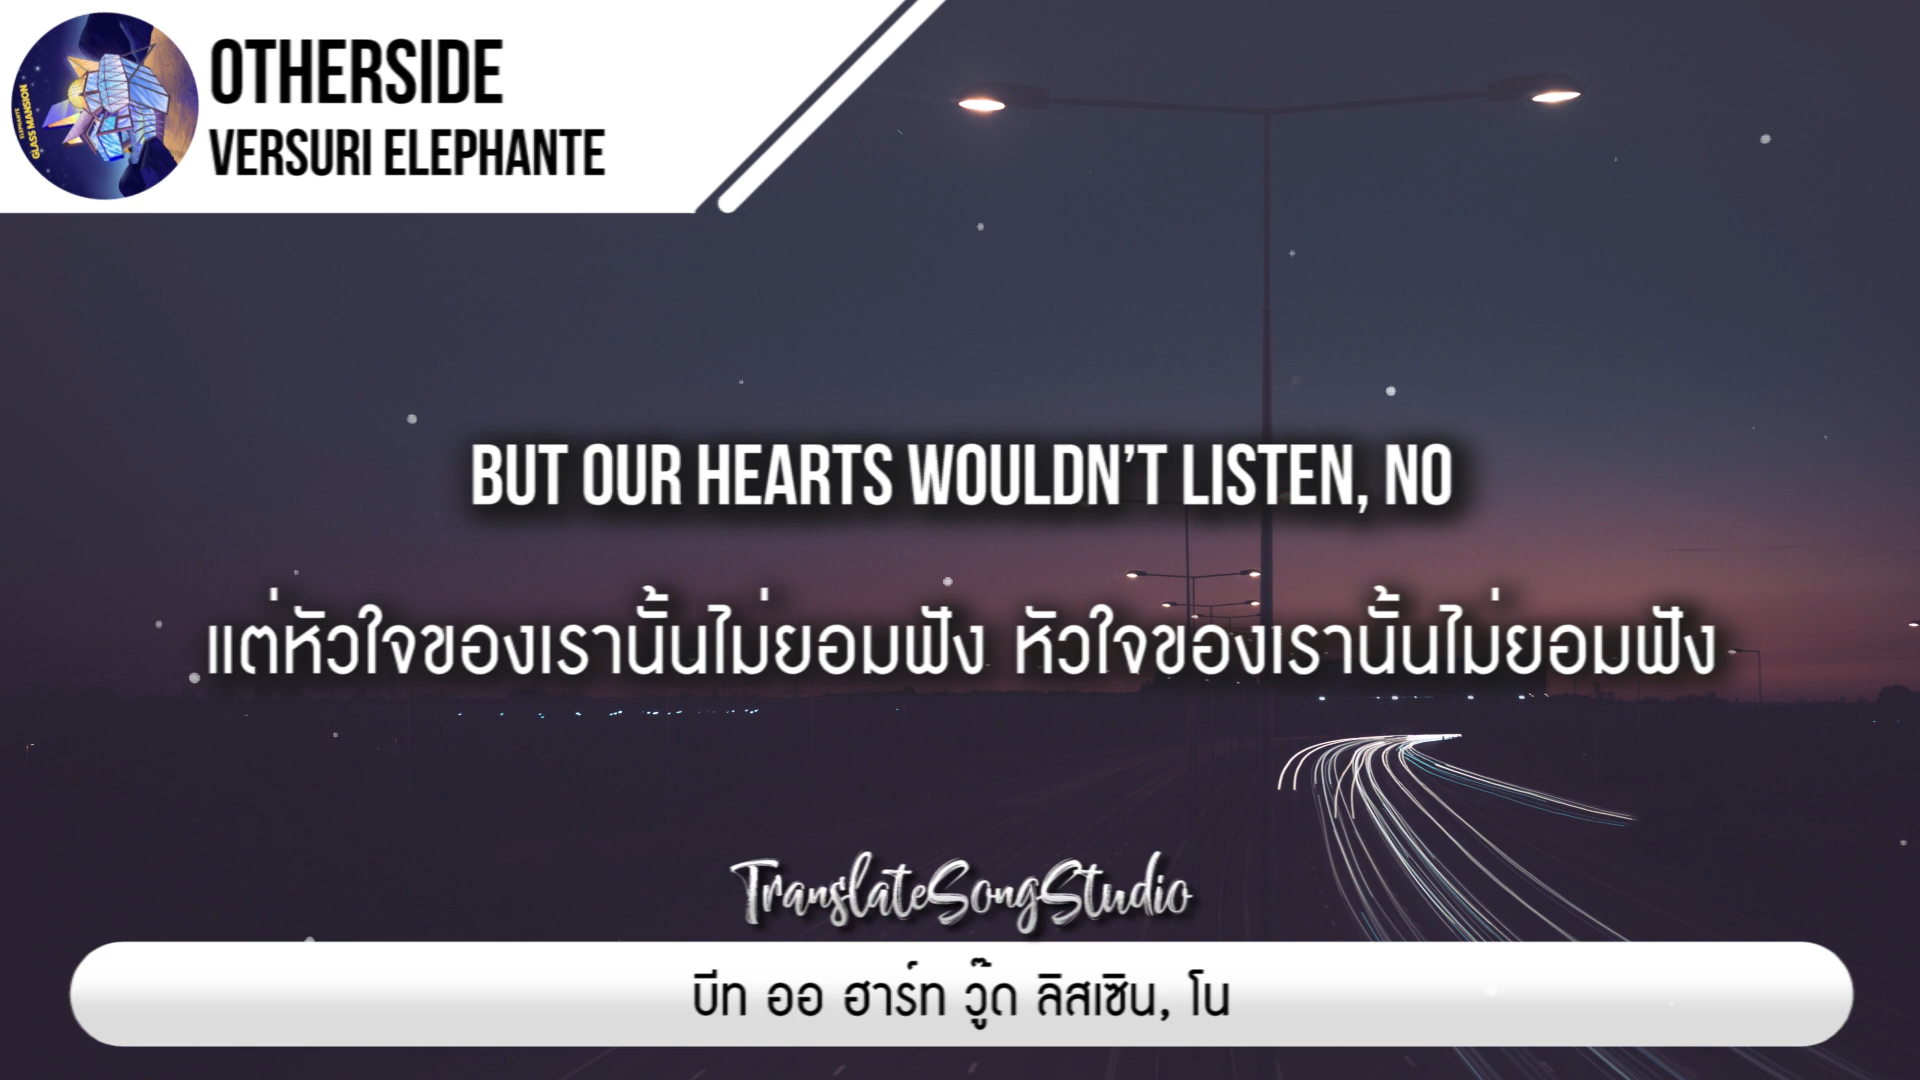 ELEPHANTE
GLASS MANSION
OTHERSIDE
VERSURI ELEPHANTE
BUT OUR HEARTS WOULDN'T LISTEN, NO
แต่หัวใจของเรานั้นไม่ยอมฟัง หัวใจของเรานั้นไม่ยอมฟัง
TranslateSongStudio
บีท ออ ฮาร์ท วู๊ด ลิสเซิน, โน